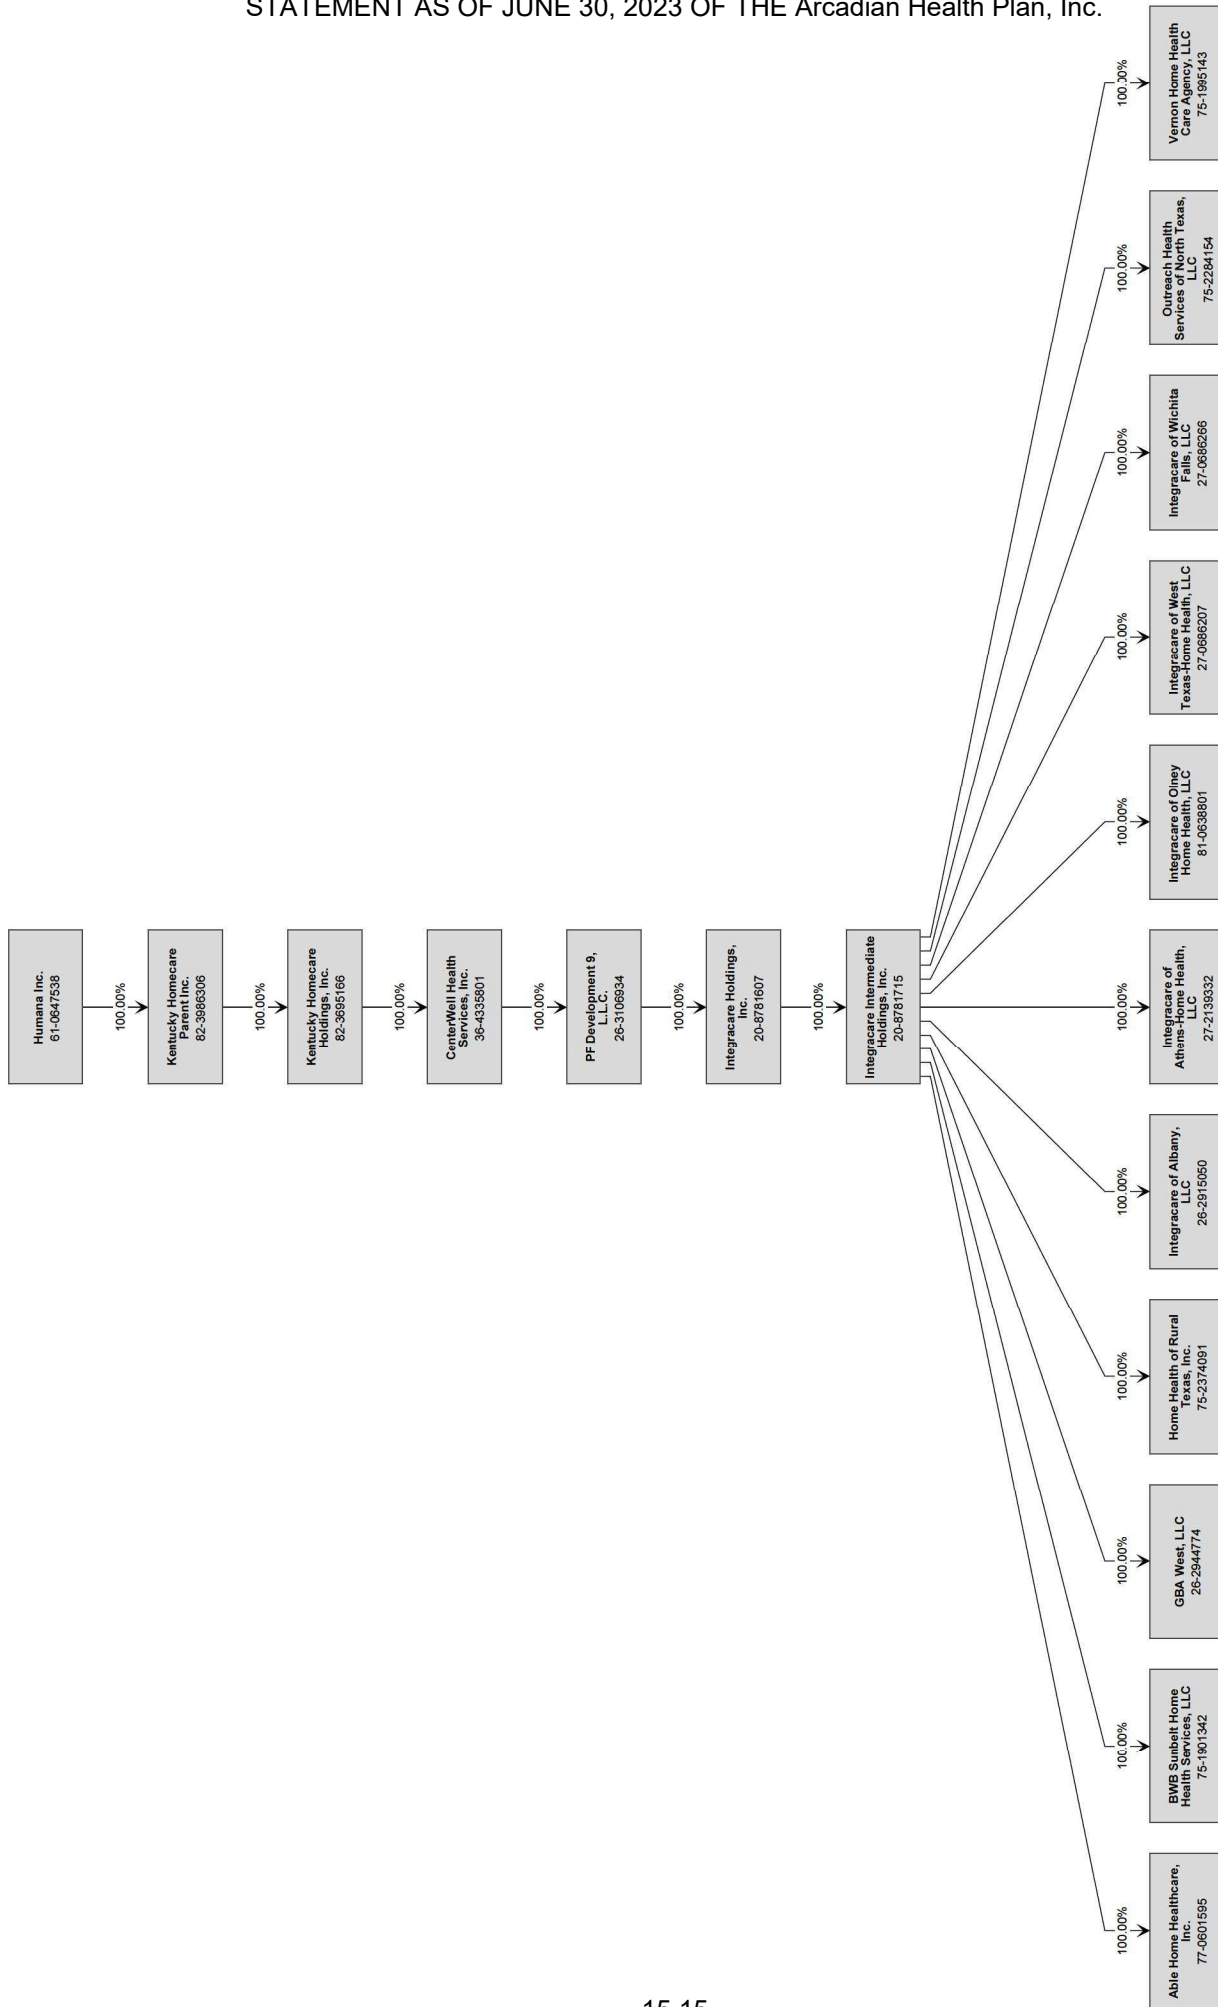 STATEMENT AS OF JUNE 30, 2023 OF THE Arcadian Health Plan, Inc.
Humana Inc.
61-0647538
100.00%
Kentucky Homecare
Parent Inc.
82-3986306
100.00%
Kentucky Homecare
Holdings, Inc.
82-3695166
100.00%
CenterWell Health
Services, Inc.
36-4335801
100.00%
PF Development 9,
L.L.C.
26-3106934
100.00%
Integracare Holdings,
Inc.
20-8781607
100.00%
Integracare Intermediate
Holdings, Inc.
20-8781715
100.00%
Able Home Healthcare,
Inc.
77-0601595
100.00%
BWB Sunbelt Home
Health Services, LLC
75-1901342
100.00%
GBA West, LLC
26-2944774
100.00%
Home Health of Rural
Texas, Inc.
75-2374091
100.00%
Integracare of Albany,
LLC
26-2915050
100.00%
Integracare of
Athens-Home Health,
LLC
27-2139332
100.00%
Integracare of Olney
Home Health, LLC
81-0638801
100.00%
Integracare of West
Texas-Home Health, LLC
27-0686207
100.00%
Integracare of Wichita
Falls, LLC
27-0686266
100.00%
Outreach Health
Services of North Texas,
LLC
75-2284154
100.00%
Vernon Home Health
Care Agency, LLC
75-1995143
15.15